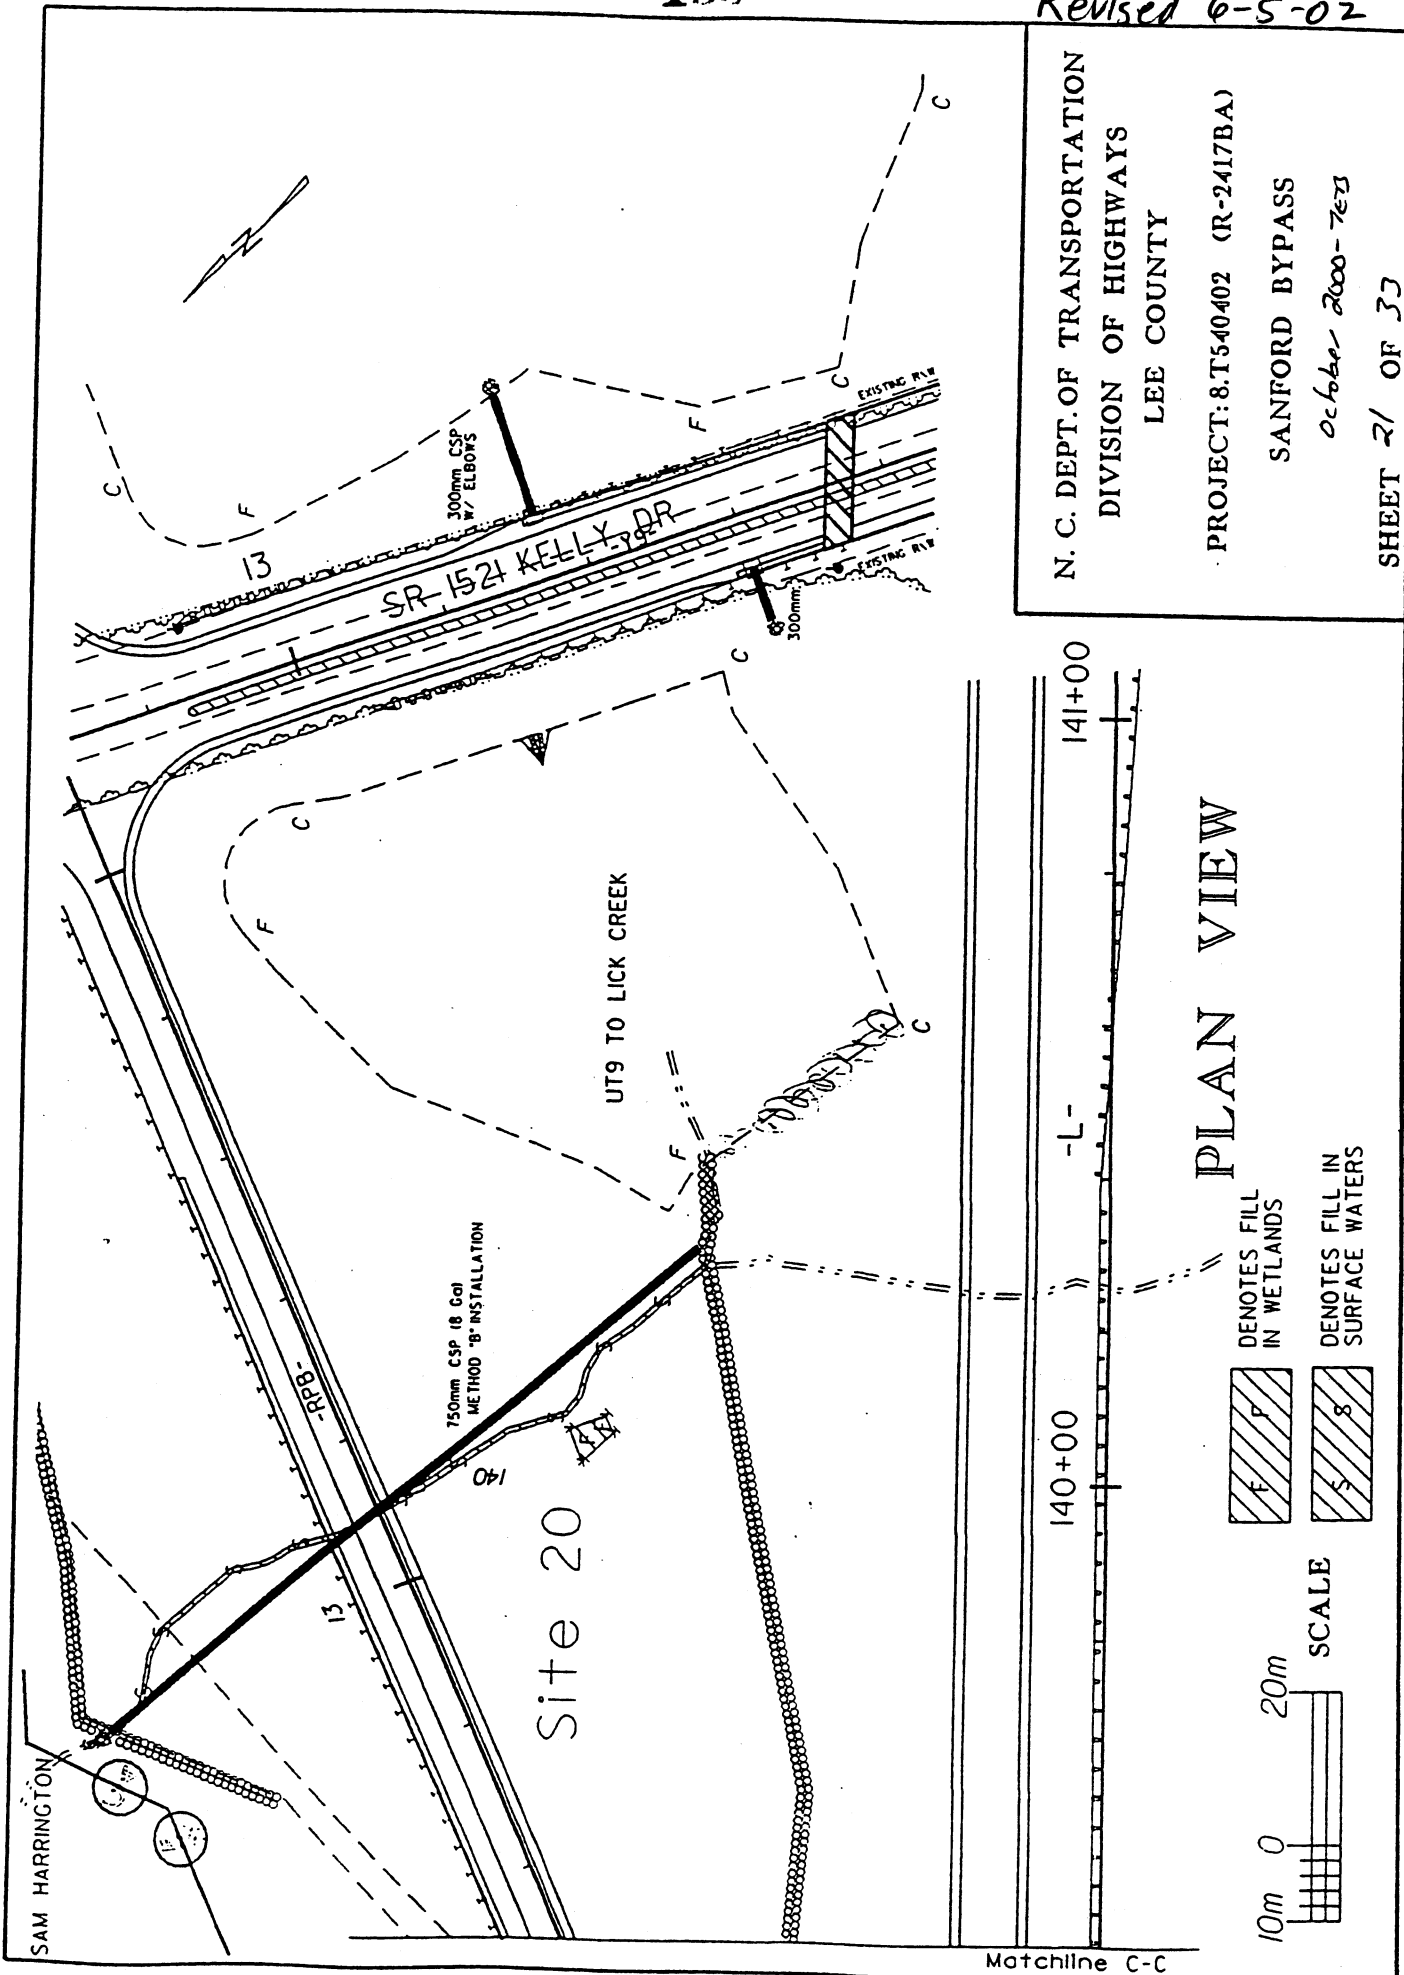 Revised 6-5-02
SAM HARRINGTON
13
SR 1521 KELLY DR
-Y9-
300mm CSP
W/ ELBOWS
300mm
EXISTING R/W
EXISTING R/W
C
F
F
C
C
C
C
F
F
C
UT9 TO LICK CREEK
-RPB-
750mm CSP (8 Ga)
METHOD "B" INSTALLATION
140
13
F
F
Site 20
140+00
-L-
141+00
Matchline C-C
PLAN VIEW
F F
DENOTES FILL
IN WETLANDS
S S
DENOTES FILL IN
SURFACE WATERS
10m 0 20m
SCALE
N. C. DEPT. OF TRANSPORTATION
DIVISION OF HIGHWAYS
LEE COUNTY
PROJECT: 8.T540402 (R-2417BA)
SANFORD BYPASS
October 2000-
SHEET 21 OF 33